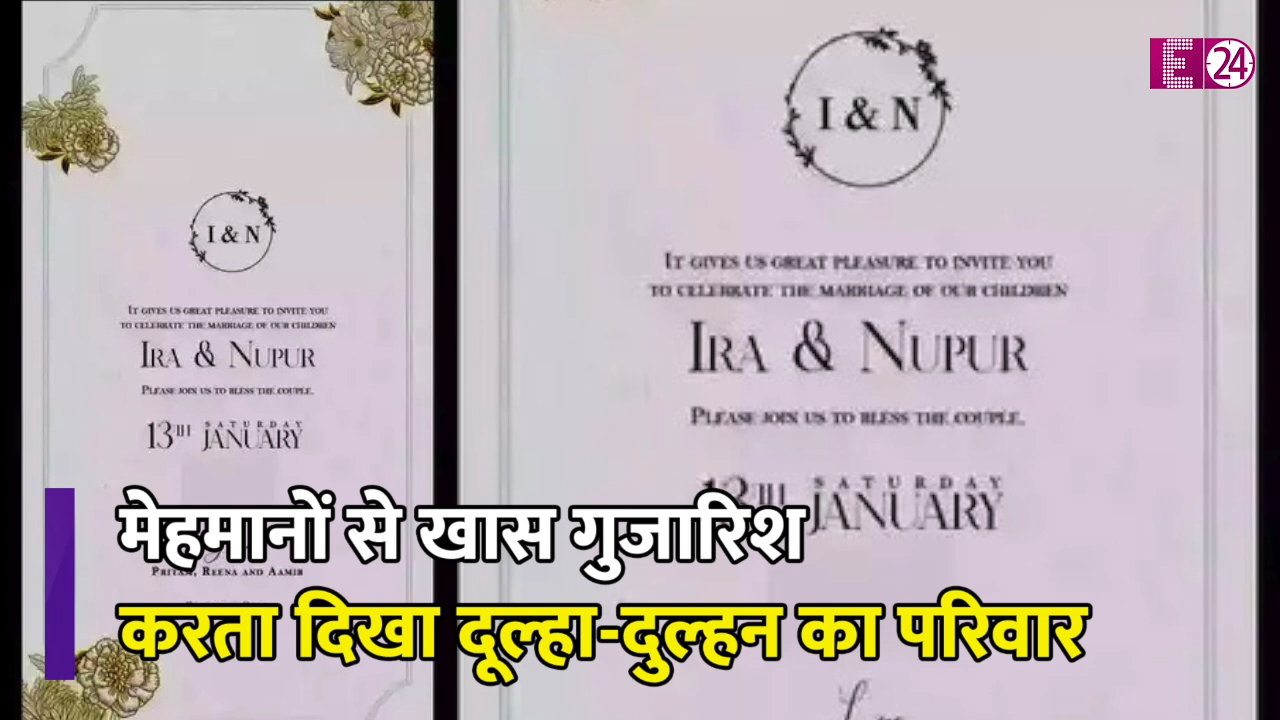 I & N
IT GIVES US GREAT PLEASURE TO INVITE YOU
TO CELEBRATE THE MARRIAGE OF OUR CHILDREN
IRA & NUPUR
PLEASE JOIN US TO BLESS THE COUPLE.
SATURDAY
13TH JANUARY
PRITAM, REENA AND AAMIR
I & N
IT GIVES US GREAT PLEASURE TO INVITE YOU
TO CELEBRATE THE MARRIAGE OF OUR CHILDREN
IRA & NUPUR
PLEASE JOIN US TO BLESS THE COUPLE.
SATURDAY
13TH JANUARY
E 24
मेहमानों से खास गुजारिश
करता दिखा दूल्हा-दुल्हन का परिवार